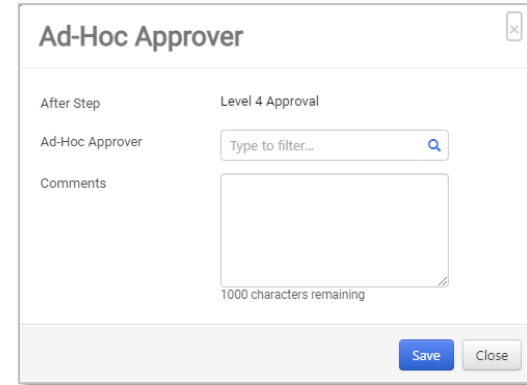 Ad-Hoc Approver
After Step Level 4 Approval
Ad-Hoc Approver Type to filter...
Comments
1000 characters remaining
Save Close